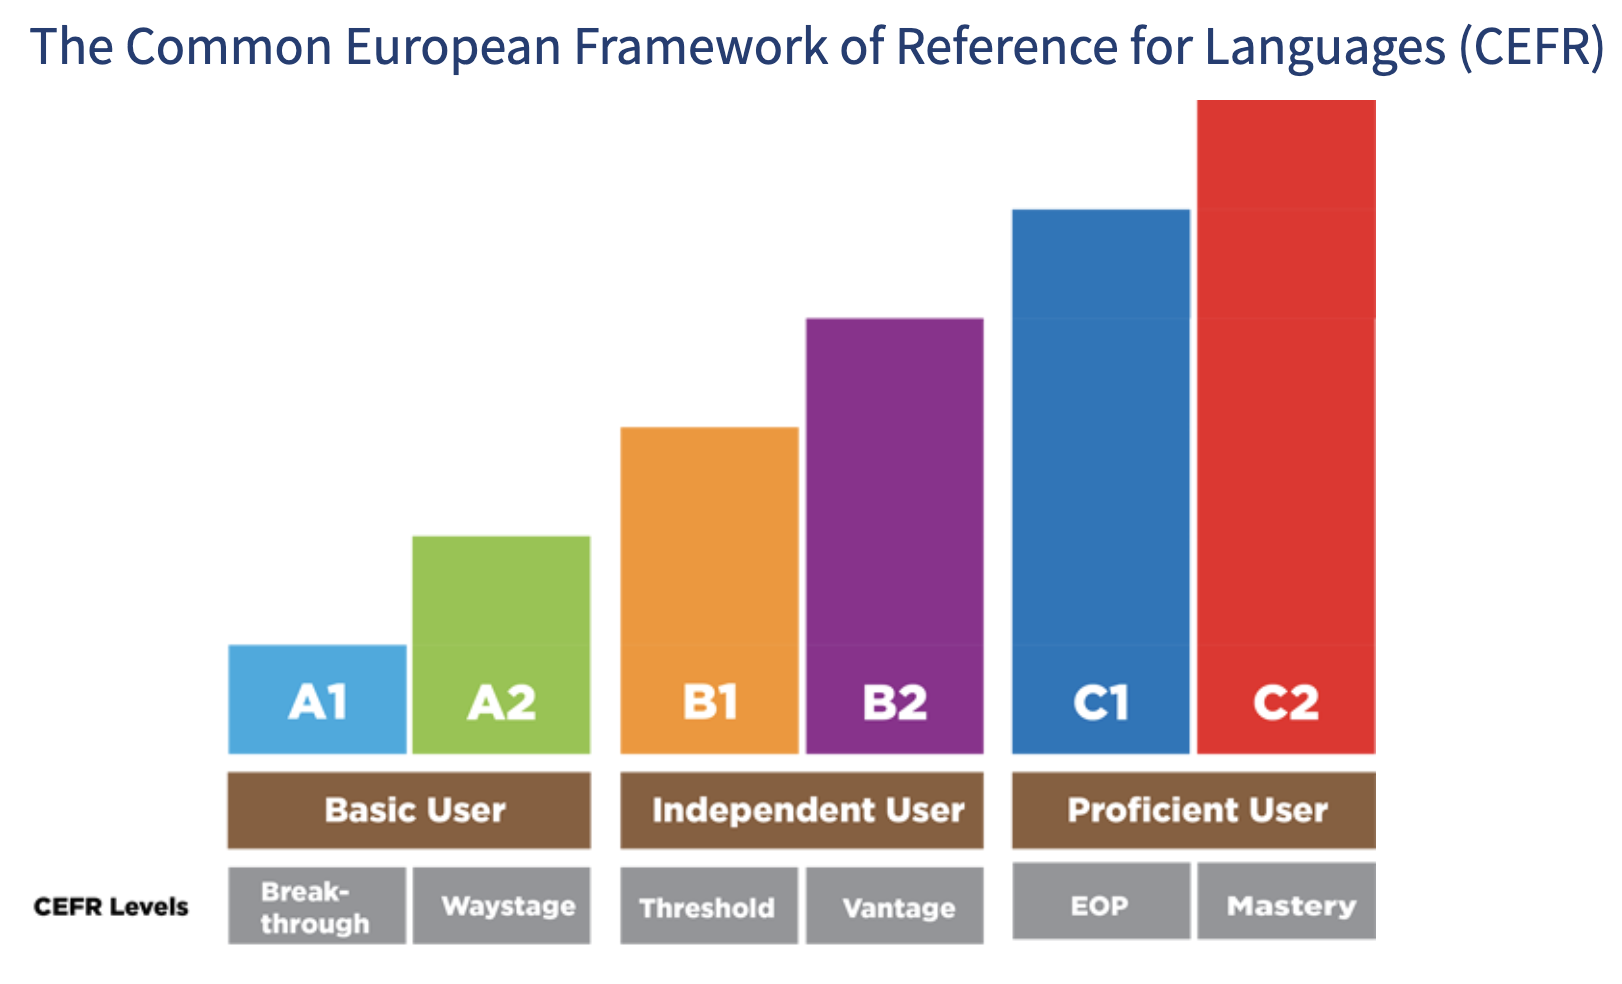 The Common European Framework of Reference for Languages (CEFR)
A1 A2 B1 B2 C1 C2
Basic User Independent User Proficient User
CEFR Levels
Break-
through
Waystage
Threshold
Vantage
EOP
Mastery